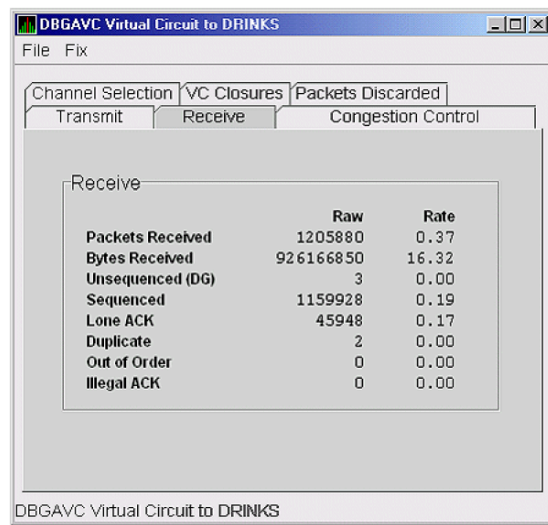 DBGAVC Virtual Circuit to DRINKS
File Fix
Channel Selection VC Closures Packets Discarded
Transmit Receive Congestion Control
Receive
Raw Rate
Packets Received 1205880 0.37
Bytes Received 926166850 16.32
Unsequenced (DG) 3 0.00
Sequenced 1159928 0.19
Lone ACK 45948 0.17
Duplicate 2 0.00
Out of Order 0 0.00
Illegal ACK 0 0.00
DBGAVC Virtual Circuit to DRINKS